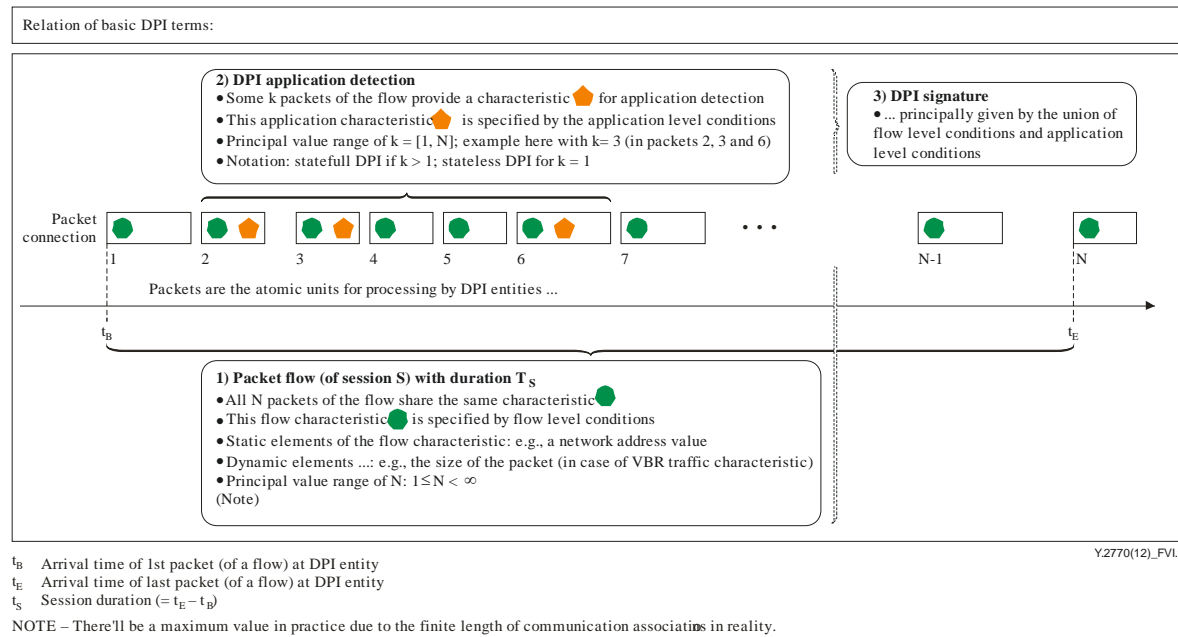 Relation of basic DPI terms:
2) DPI application detection
• Some k packets of the flow provide a characteristic for application detection
• This application characteristic is specified by the application level conditions
• Principal value range of k = [1, N]; example here with k= 3 (in packets 2, 3 and 6)
• Notation: statefull DPI if k > 1; stateless DPI for k = 1
3) DPI signature
• ... principally given by the union of
flow level conditions and application
level conditions
Packet
connection
• • •
1 2 3 4 5 6 7 N-1 N
Packets are the atomic units for processing by DPI entities ...
tB tE
1) Packet flow (of session S) with duration TS
• All N packets of the flow share the same characteristic
• This flow characteristic is specified by flow level conditions
• Static elements of the flow characteristic: e.g., a network address value
• Dynamic elements ...: e.g., the size of the packet (in case of VBR traffic characteristic)
• Principal value range of N: 1 ≤ N < ∞
(Note)
Y.2770(12)_FVI.
tB Arrival time of 1st packet (of a flow) at DPI entity
tE Arrival time of last packet (of a flow) at DPI entity
tS Session duration (= tE – tB)
NOTE – There'll be a maximum value in practice due to the finite length of communication in reality.